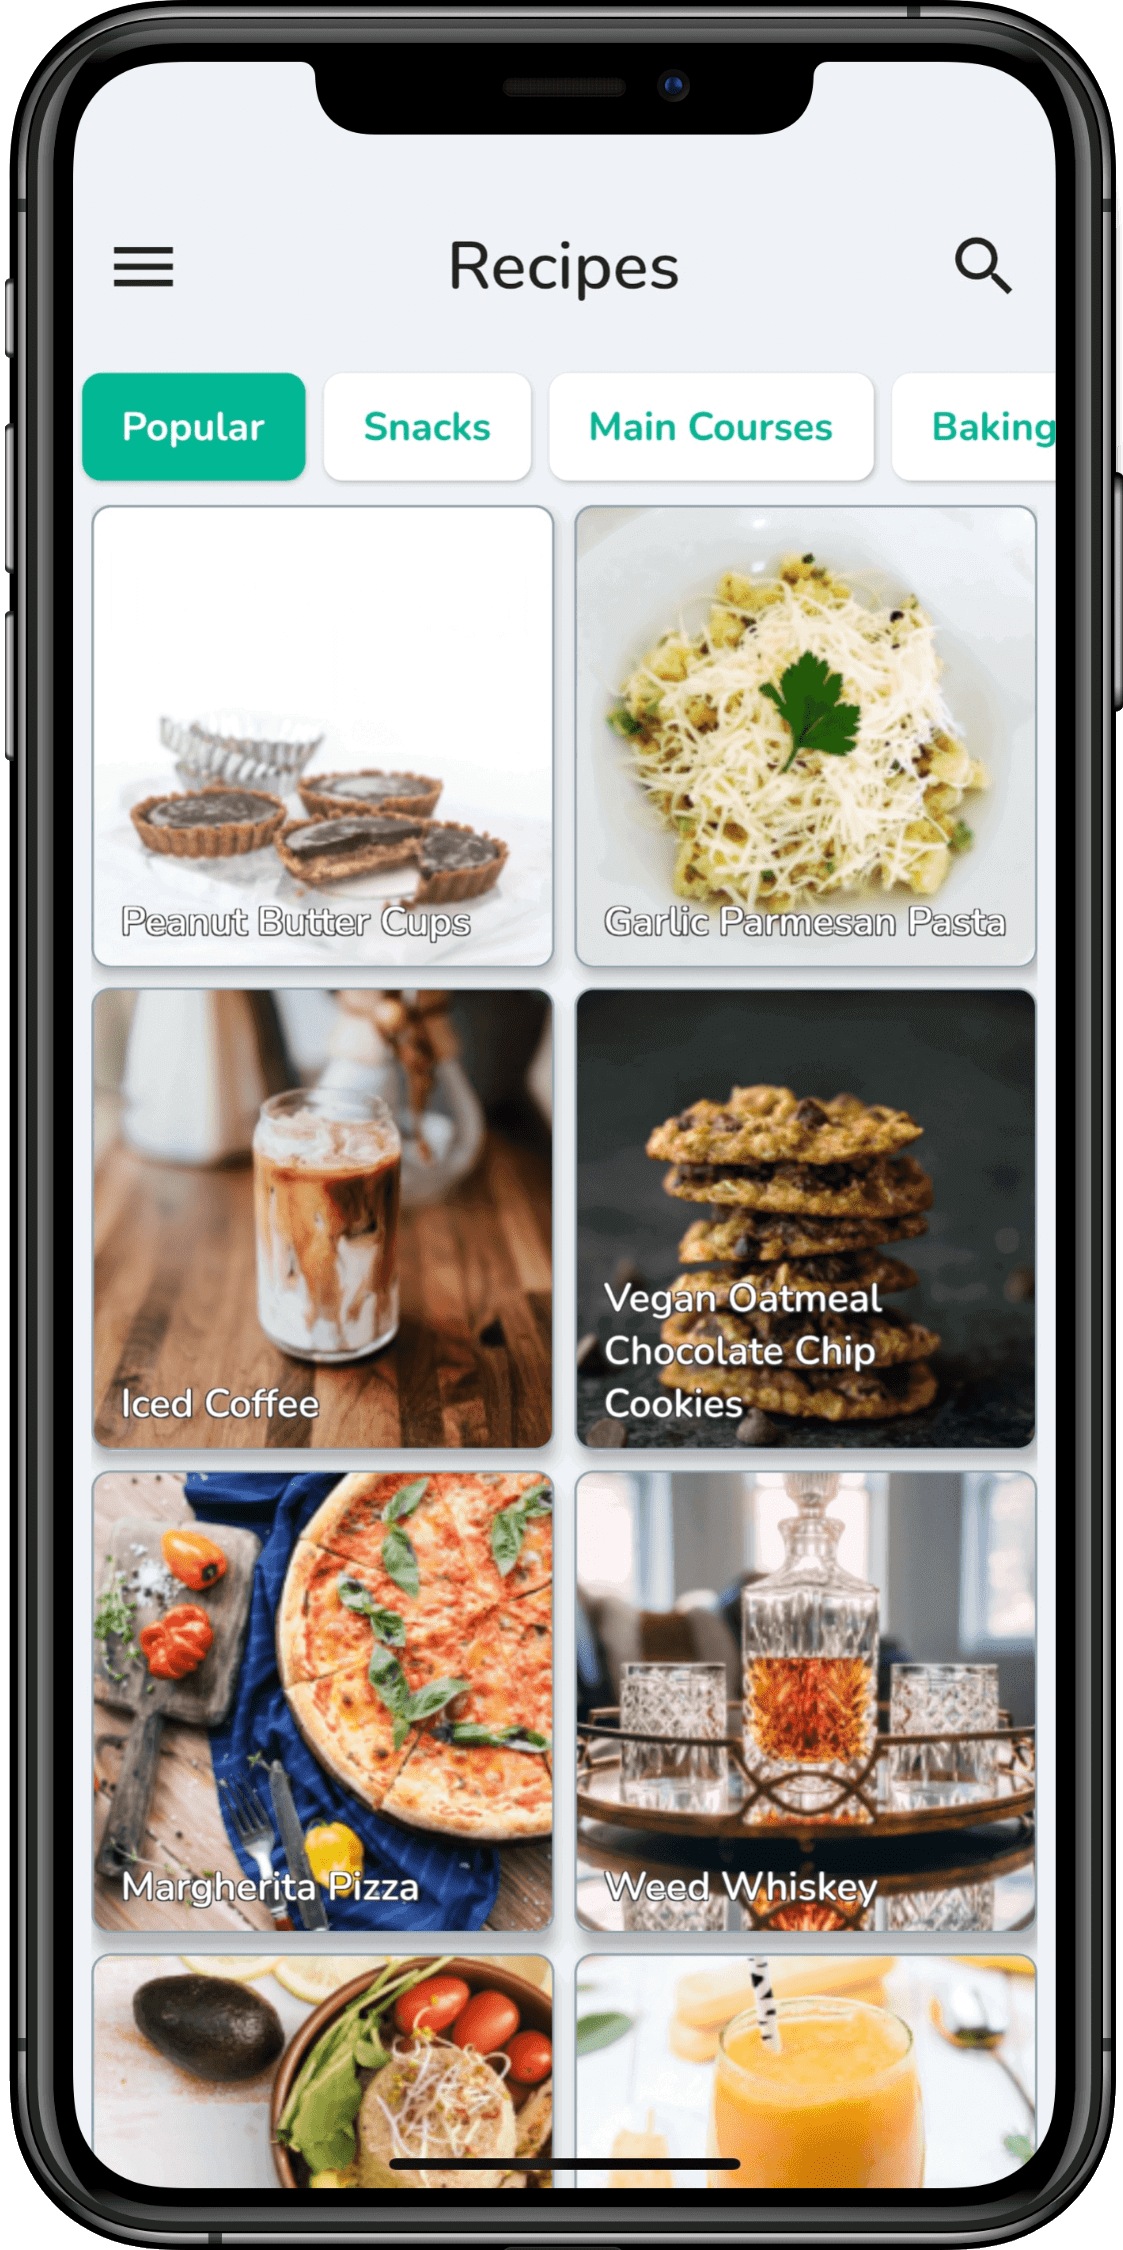 Recipes
Popular
Snacks
Main Courses
Baking
Peanut Butter Cups
Garlic Parmesan Pasta
Iced Coffee
Vegan Oatmeal
Chocolate Chip
Cookies
Margherita Pizza
Weed Whiskey